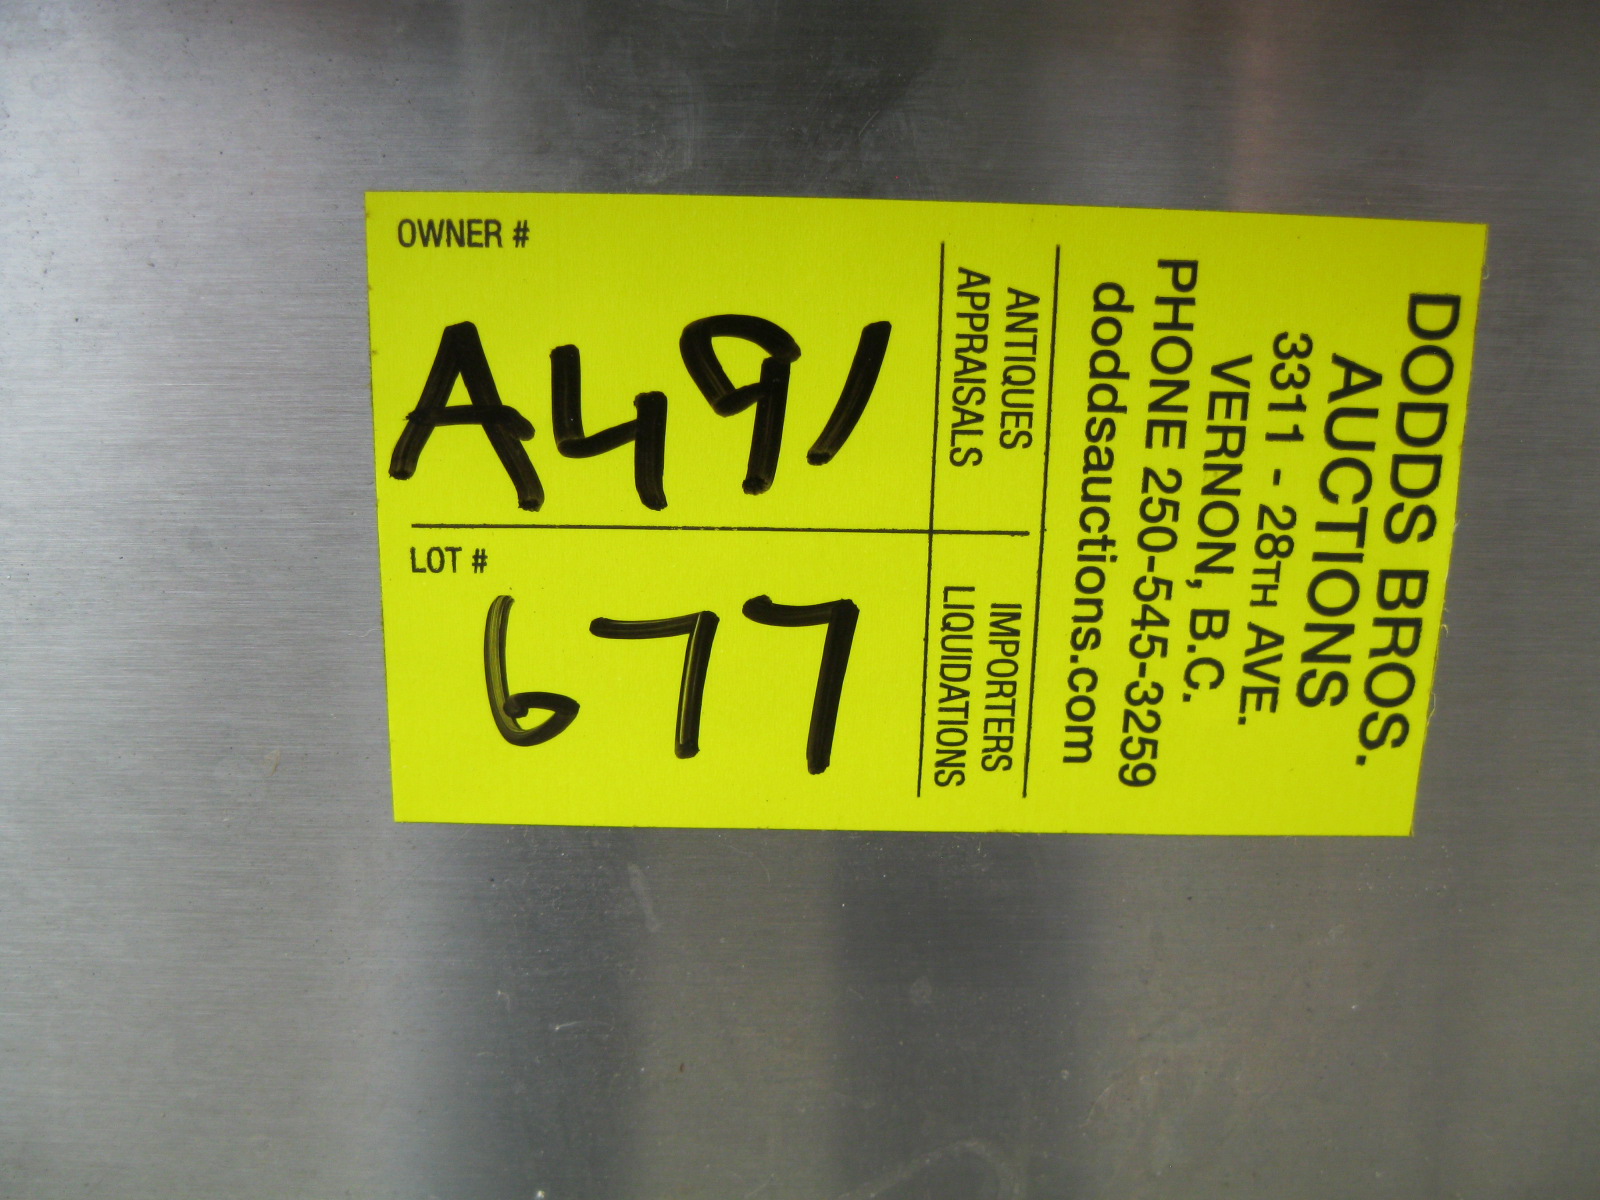 DODDS BROS.
AUCTIONS
3311 - 28TH AVE.
VERNON, B.C.
PHONE 250-545-3259
doddsauctions.com
ANTIQUES
APPRAISALS
IMPORTERS
LIQUIDATIONS
OWNER #
A491
LOT #
677